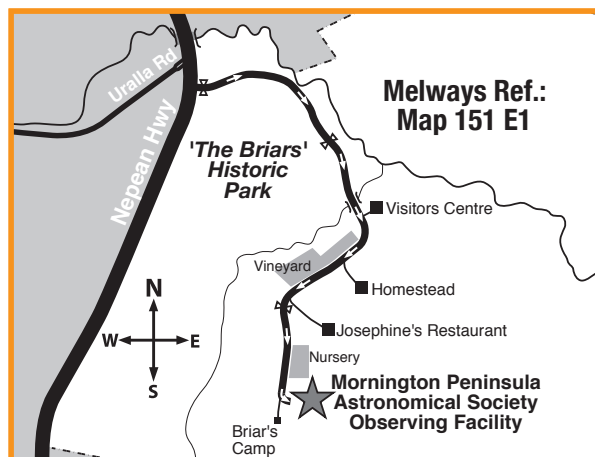 Uralla Rd
Nepean Hwy
Melways Ref.:
Map 151 E1
'The Briars'
Historic
Park
Visitors Centre
Vineyard
Homestead
N
W E
S
Josephine's Restaurant
Nursery
Mornington Peninsula
Astronomical Society
Observing Facility
Briar's
Camp